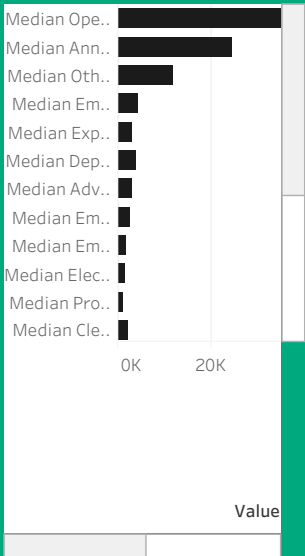 Median Ope..
Median Ann..
Median Oth..
Median Em..
Median Exp..
Median Dep..
Median Adv..
Median Em..
Median Em..
Median Elec..
Median Pro..
Median Cle..
0K 20K
Value